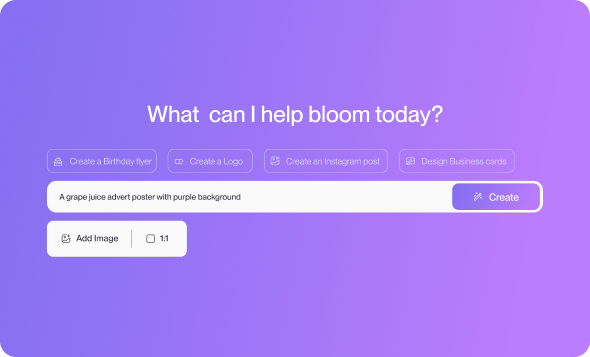 What can I help bloom today?
Create a Birthday flyer
Create a Logo
Create an Instagram post
Design Business cards
A grape juice advert poster with purple background
Create
Add Image
1:1